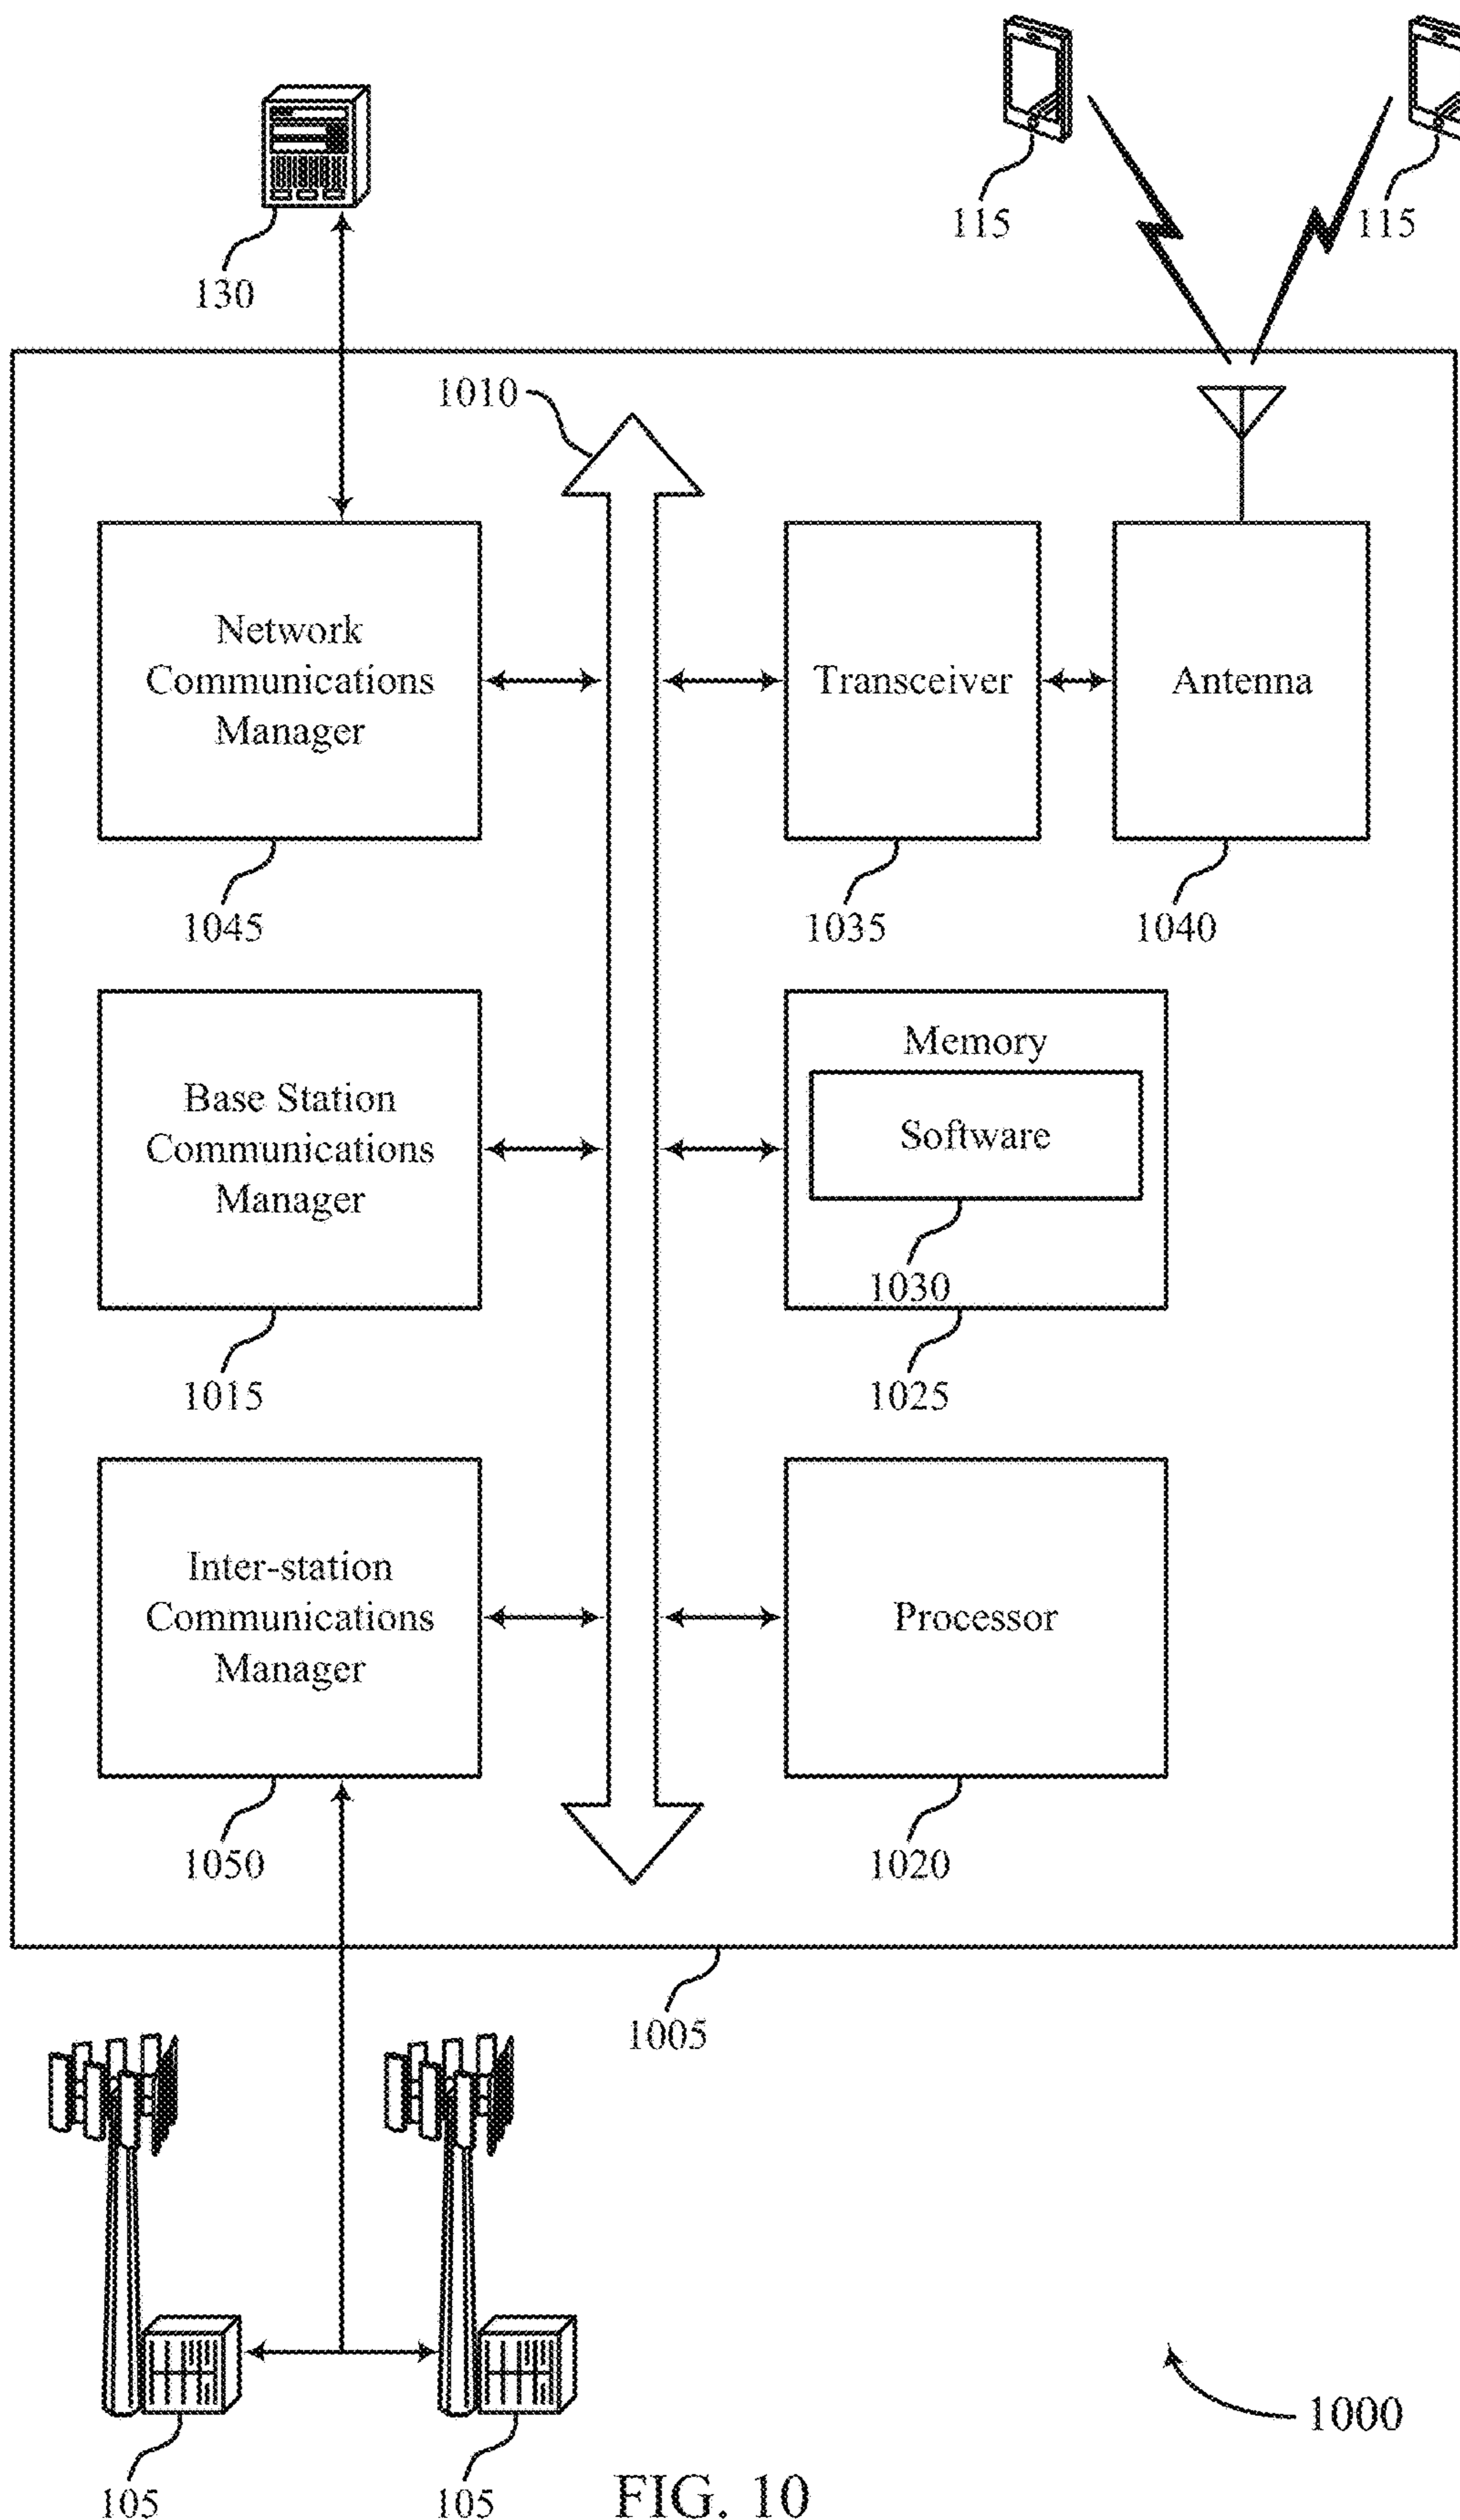 115
115
130
1010
Network
Communications
Manager
Transceiver
Antenna
1045
1035
1040
Base Station
Communications
Manager
Memory
Software
1030
1015
1025
Inter-station
Communications
Manager
Processor
1050
1020
1005
1000
105
105
FIG. 10